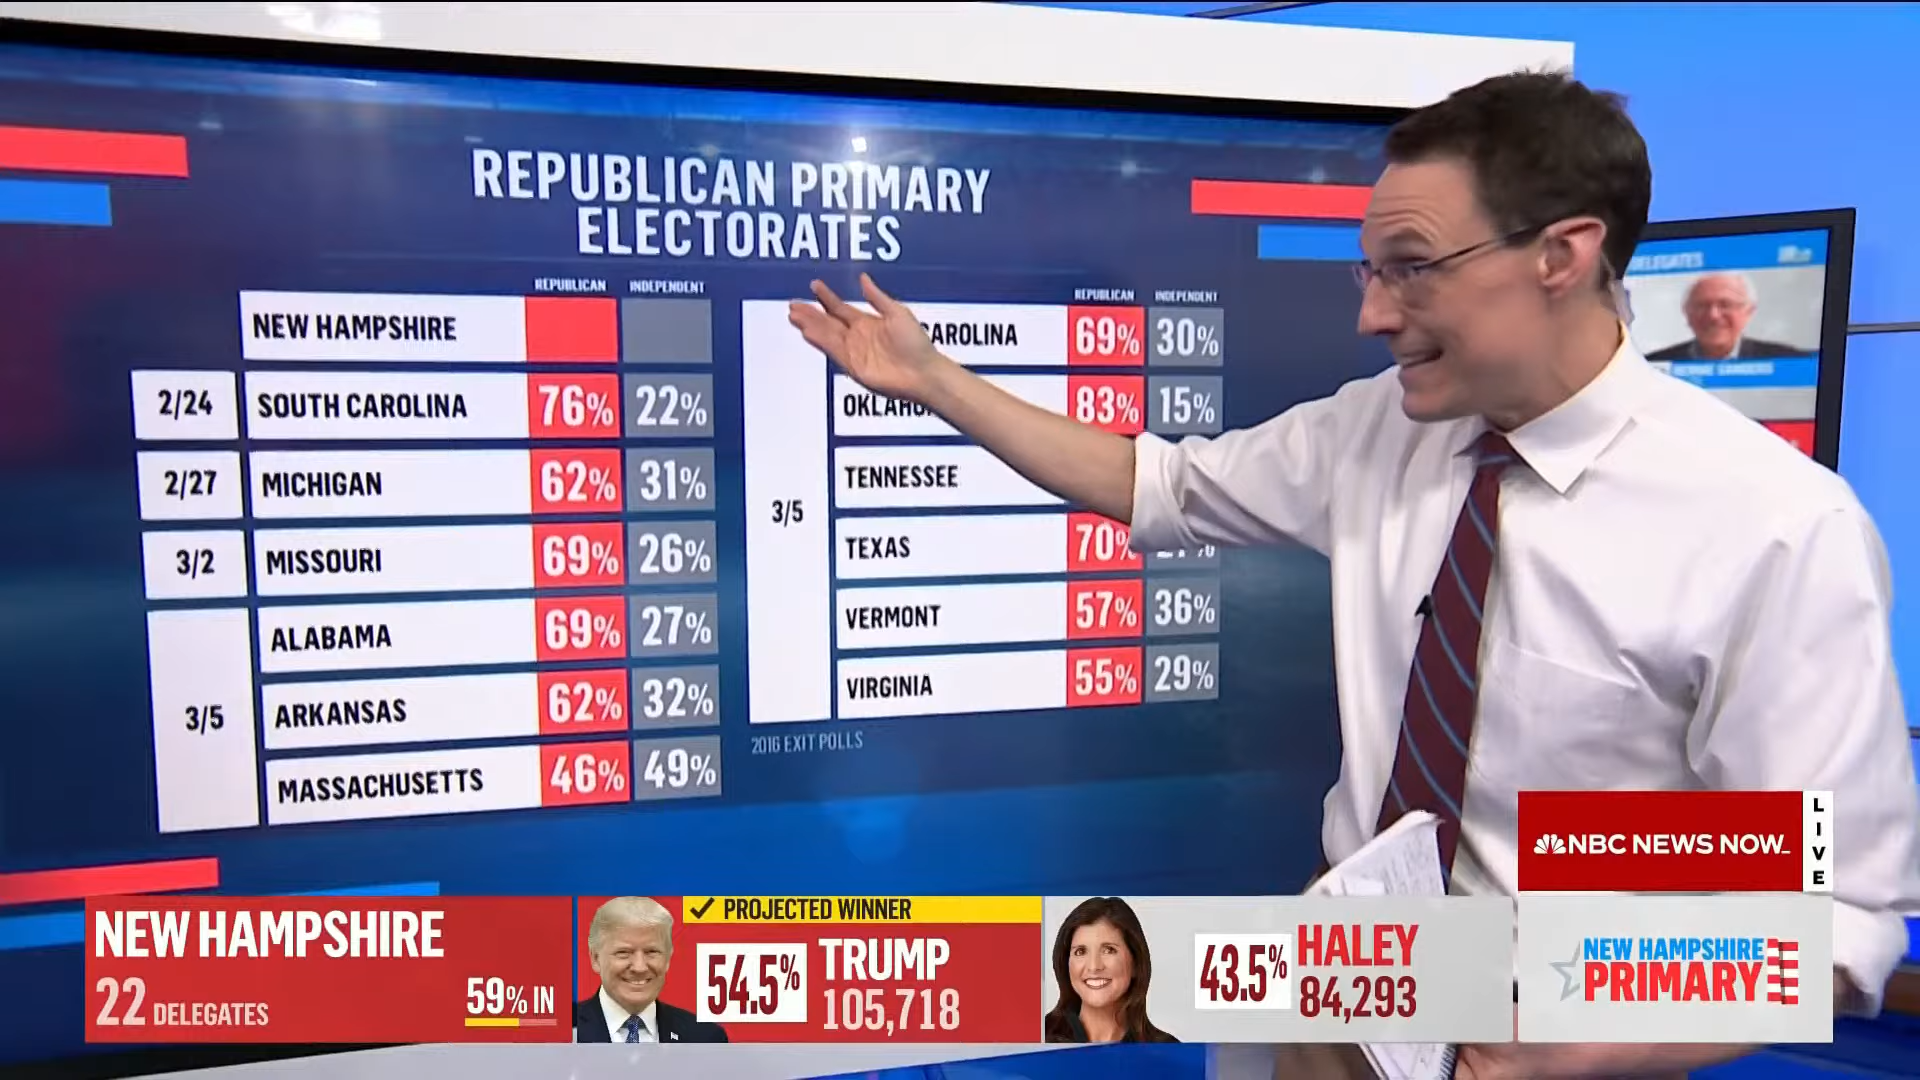 REPUBLICAN PRIMARY
ELECTORATES
REPUBLICAN INDEPENDENT
NEW HAMPSHIRE
2/24 SOUTH CAROLINA 76% 22%
2/27 MICHIGAN 62% 31%
3/2 MISSOURI 69% 26%
3/5
ALABAMA 69% 27%
ARKANSAS 62% 32%
MASSACHUSETTS 46% 49%
REPUBLICAN INDEPENDENT
3/5
CAROLINA 69% 30%
83% 15%
TENNESSEE
TEXAS 70%
VERMONT 57% 36%
VIRGINIA 55% 29%
2016 EXIT POLLS
DELEGATES
BERNIE SANDERS
NBC NEWS NOW
LIVE
NEW HAMPSHIRE
22 DELEGATES
59% IN
PROJECTED WINNER
54.5% TRUMP
105,718
43.5% HALEY
84,293
NEW HAMPSHIRE
PRIMARY